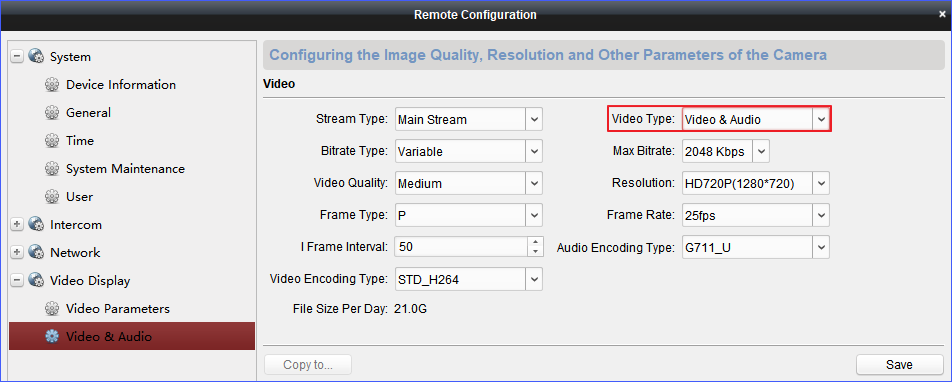 Remote Configuration
×
System
Device Information
General
Time
System Maintenance
User
Intercom
Network
Video Display
Video Parameters
Video & Audio
Configuring the Image Quality, Resolution and Other Parameters of the Camera
Video
Stream Type: Main Stream Video Type: Video & Audio
Bitrate Type: Variable Max Bitrate: 2048 Kbps
Video Quality: Medium Resolution: HD720P(1280*720)
Frame Type: P Frame Rate: 25fps
I Frame Interval: 50 Audio Encoding Type: G711_U
Video Encoding Type: STD_H264
File Size Per Day: 21.0G
Copy to... Save